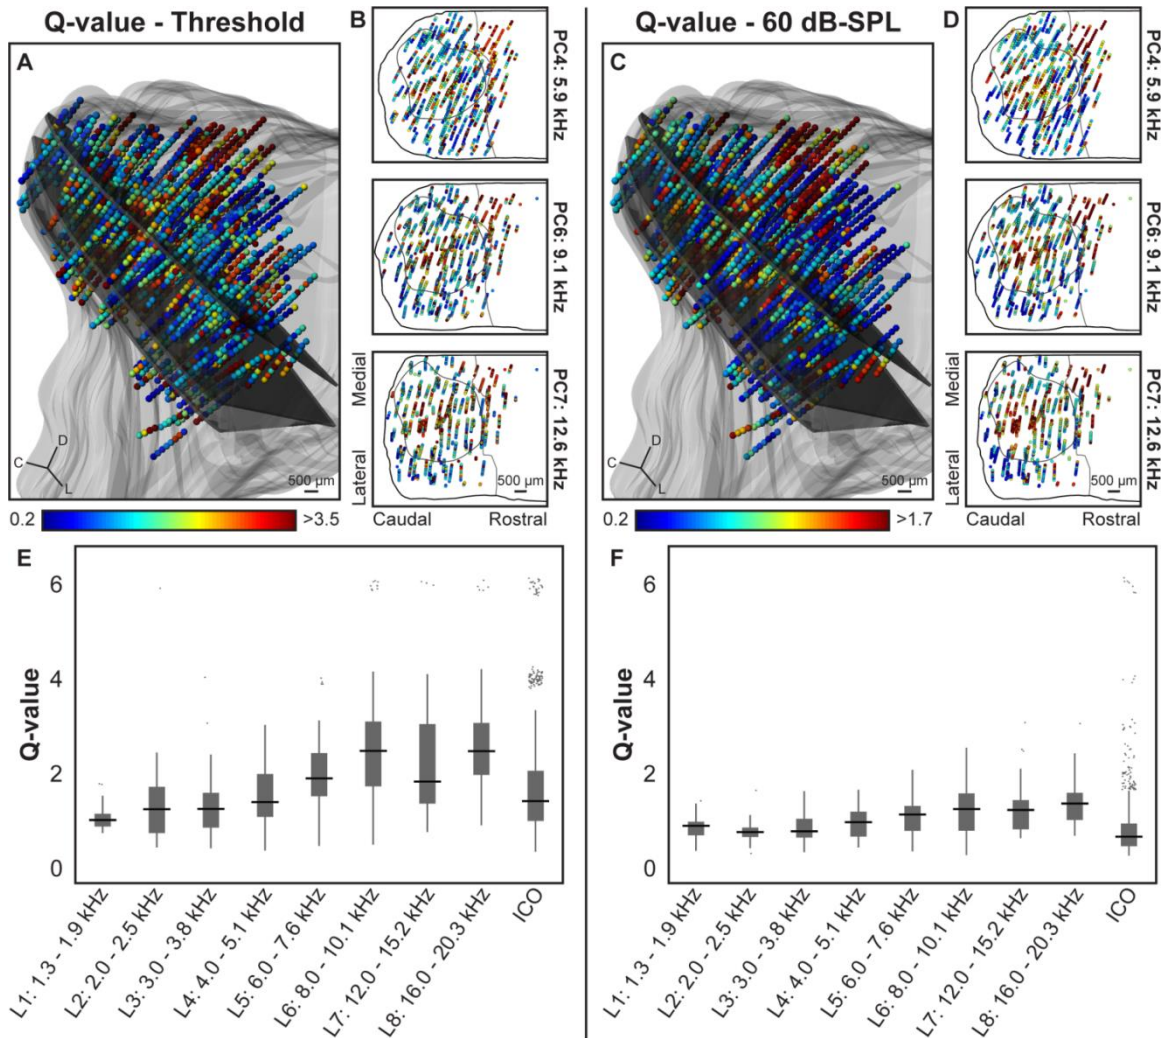 Q-value - Threshold
A
D
C
L
500 µm
0.2
>3.5
B
PC4: 5.9 kHz
PC6: 9.1 kHz
PC7: 12.6 kHz
Medial
Lateral
500 µm
Caudal
Rostral
Q-value - 60 dB-SPL
C
D
C
L
500 µm
0.2
>1.7
D
PC4: 5.9 kHz
PC6: 9.1 kHz
PC7: 12.6 kHz
Medial
Lateral
500 µm
Caudal
Rostral
E
Q-value
6
4
2
0
L1: 1.3 - 1.9 kHz
L2: 2.0 - 2.5 kHz
L3: 3.0 - 3.8 kHz
L4: 4.0 - 5.1 kHz
L5: 6.0 - 7.6 kHz
L6: 8.0 - 10.1 kHz
L7: 12.0 - 15.2 kHz
L8: 16.0 - 20.3 kHz
ICO
F
Q-value
6
4
2
0
L1: 1.3 - 1.9 kHz
L2: 2.0 - 2.5 kHz
L3: 3.0 - 3.8 kHz
L4: 4.0 - 5.1 kHz
L5: 6.0 - 7.6 kHz
L6: 8.0 - 10.1 kHz
L7: 12.0 - 15.2 kHz
L8: 16.0 - 20.3 kHz
ICO